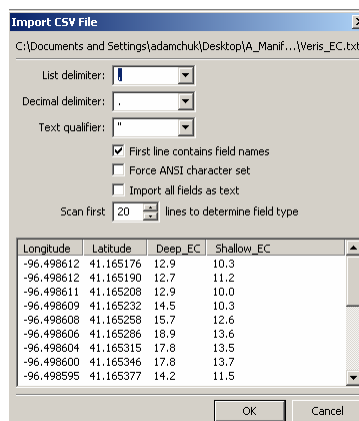 Import CSV File
C:\Documents and Settings\adamchuk\Desktop\A_Manif...\Veris_EC.txt
List delimiter: ,
Decimal delimiter: .
Text qualifier: "
First line contains field names
Force ANSI character set
Import all fields as text
Scan first 20 lines to determine field type
Longitude Latitude Deep_EC Shallow_EC
-96.498612 41.165176 12.9 10.3
-96.498612 41.165190 12.7 11.2
-96.498611 41.165208 12.9 10.0
-96.498609 41.165232 14.5 10.3
-96.498608 41.165258 15.7 12.6
-96.498606 41.165286 18.9 13.6
-96.498604 41.165315 17.8 13.5
-96.498600 41.165346 17.8 13.7
-96.498595 41.165377 14.2 11.5
OK Cancel